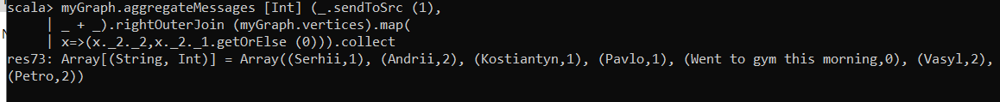 scala> myGraph.aggregateMessages [Int] (_.sendToSrc (1),
| _ + _).rightOuterJoin (myGraph.vertices).map(
| x=>(x._2._2,x._2._1.getOrElse (0))).collect
res73: Array[(String, Int)] = Array((Serhii,1), (Andrii,2), (Kostiantyn,1), (Pavlo,1), (Went to gym this morning,0), (Vasyl,2),
(Petro,2))